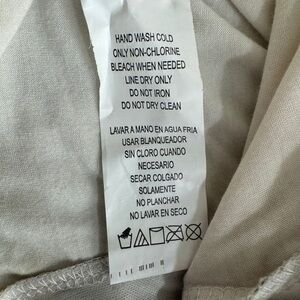 HAND WASH COLD
ONLY NON-CHLORINE
BLEACH WHEN NEEDED
LINE DRY ONLY
DO NOT IRON
DO NOT DRY CLEAN
LAVAR A MANO EN AGUA FRIA
USAR BLANQUEADOR
SIN CLORO CUANDO
NECESARIO
SECAR COLGADO
SOLAMENTE
NO PLANCHAR
NO LAVAR EN SECO